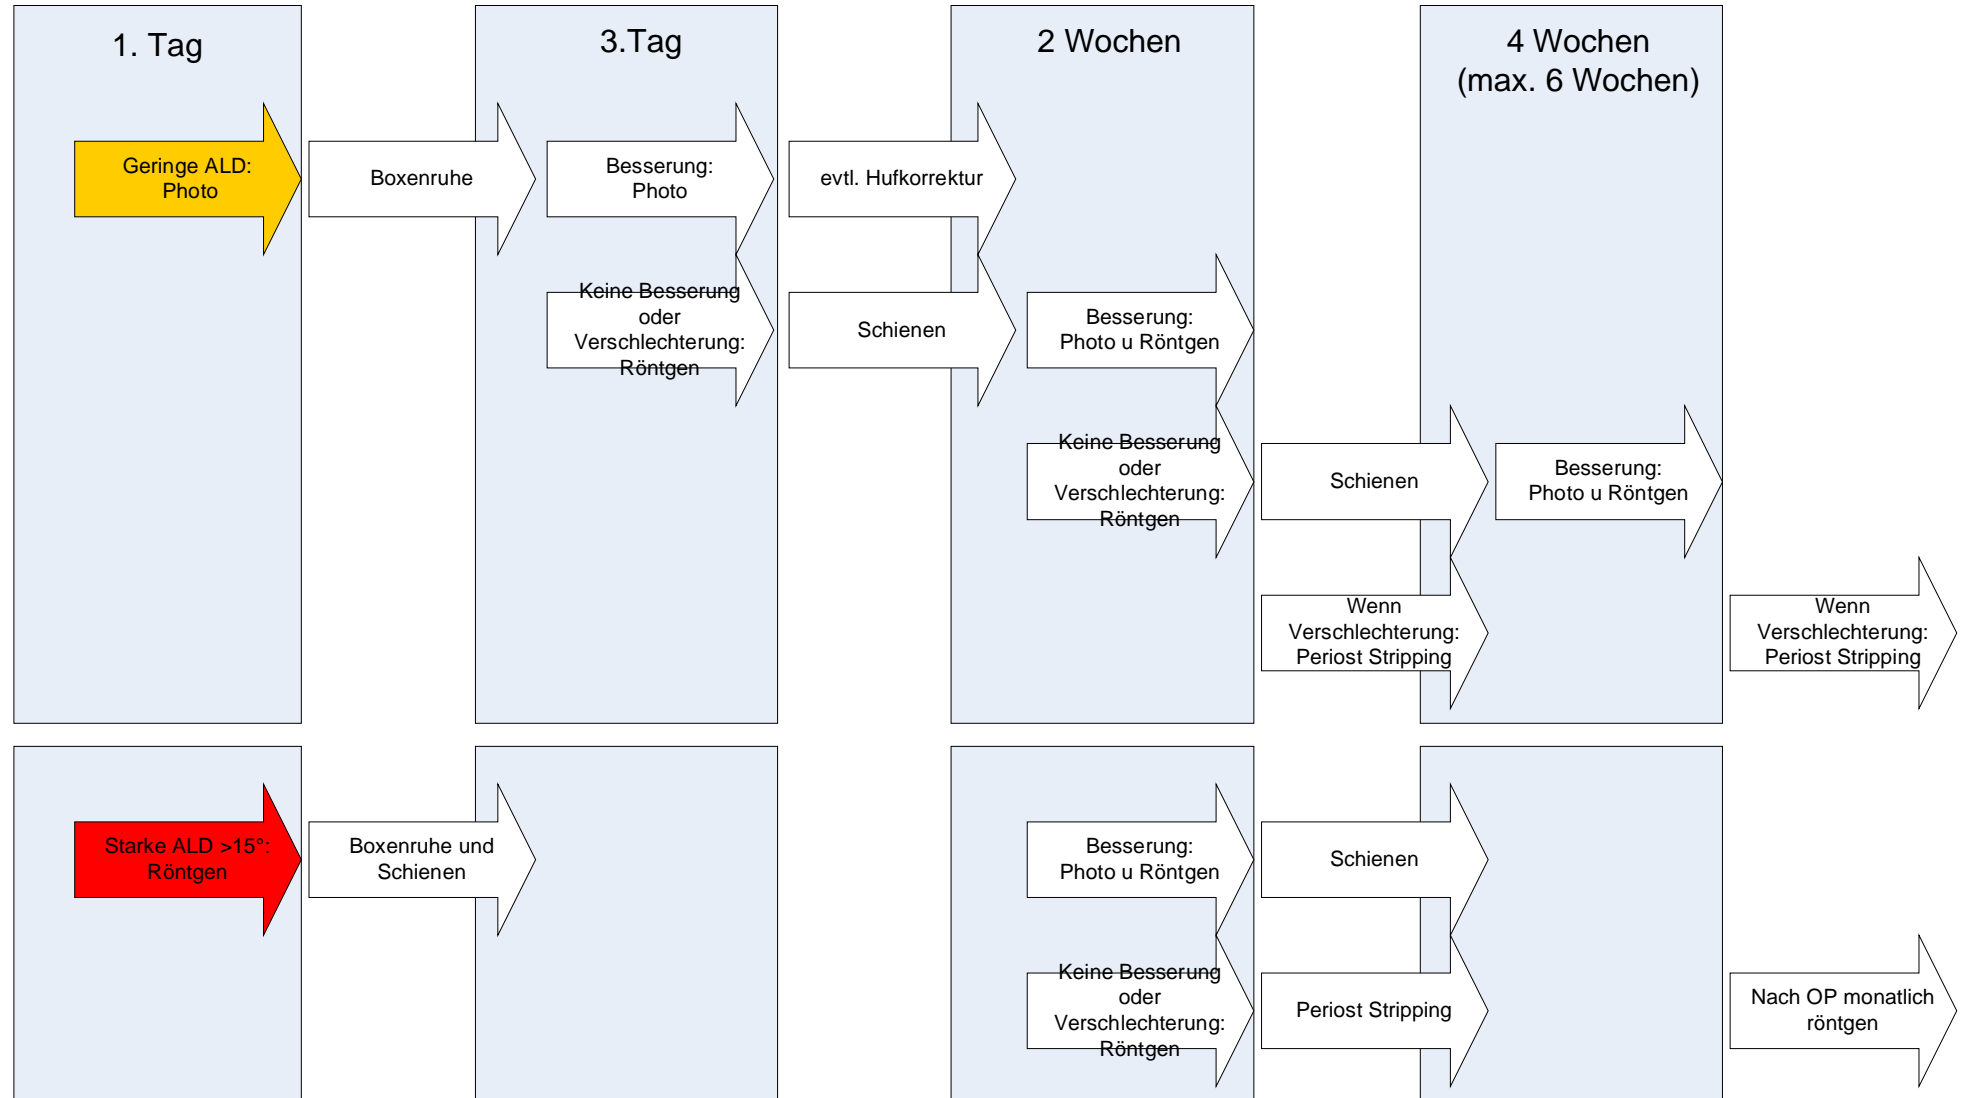 1. Tag
3.Tag
2 Wochen
4 Wochen
(max. 6 Wochen)
Geringe ALD:
Photo
Boxenruhe
Besserung:
Photo
evtl. Hufkorrektur
Keine Besserung
oder
Verschlechterung:
Röntgen
Schienen
Besserung:
Photo u Röntgen
Keine Besserung
oder
Verschlechterung:
Röntgen
Schienen
Besserung:
Photo u Röntgen
Wenn
Verschlechterung:
Periost Stripping
Wenn
Verschlechterung:
Periost Stripping
Starke ALD >15°:
Röntgen
Boxenruhe und
Schienen
Besserung:
Photo u Röntgen
Schienen
Keine Besserung
oder
Verschlechterung:
Röntgen
Periost Stripping
Nach OP monatlich
röntgen